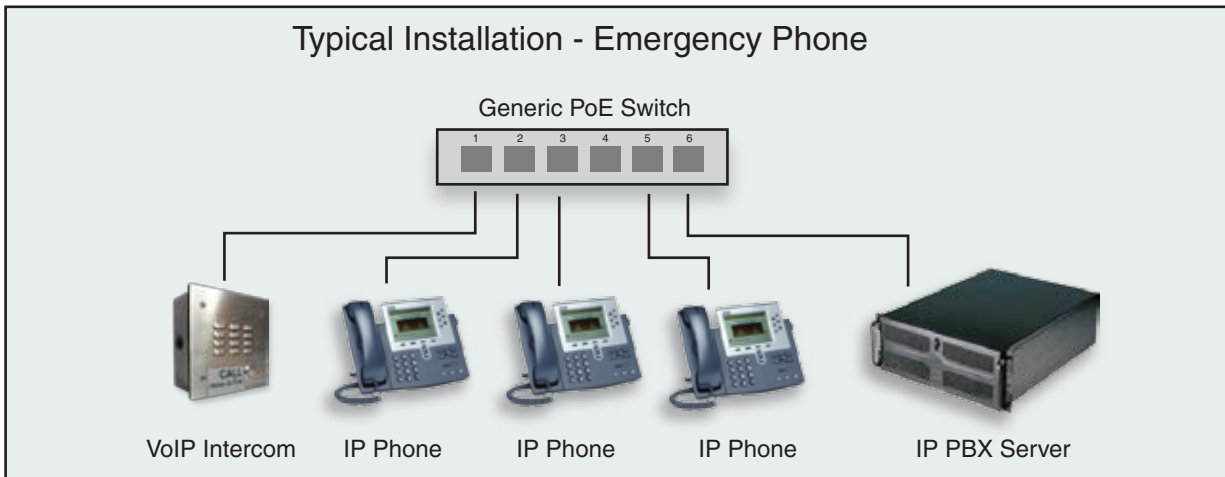 Typical Installation - Emergency Phone
Generic PoE Switch
1 2 3 4 5 6
CALL
VoIP Intercom IP Phone IP Phone IP Phone IP PBX Server